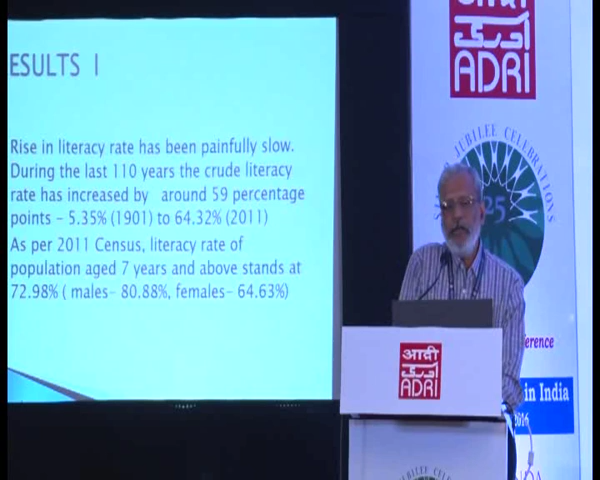 ESULTS I
Rise in literacy rate has been painfully slow.
During the last 110 years the crude literacy
rate has increased by around 59 percentage
points – 5.35% (1901) to 64.32% (2011)
As per 2011 Census, literacy rate of
population aged 7 years and above stands at
72.98% ( males– 80.88%, females– 64.63%)
आदी
ADRI
JUBILEE CELEBRATIONS
25
erence
in India
2016
आदी
ADRI
JUBILEE